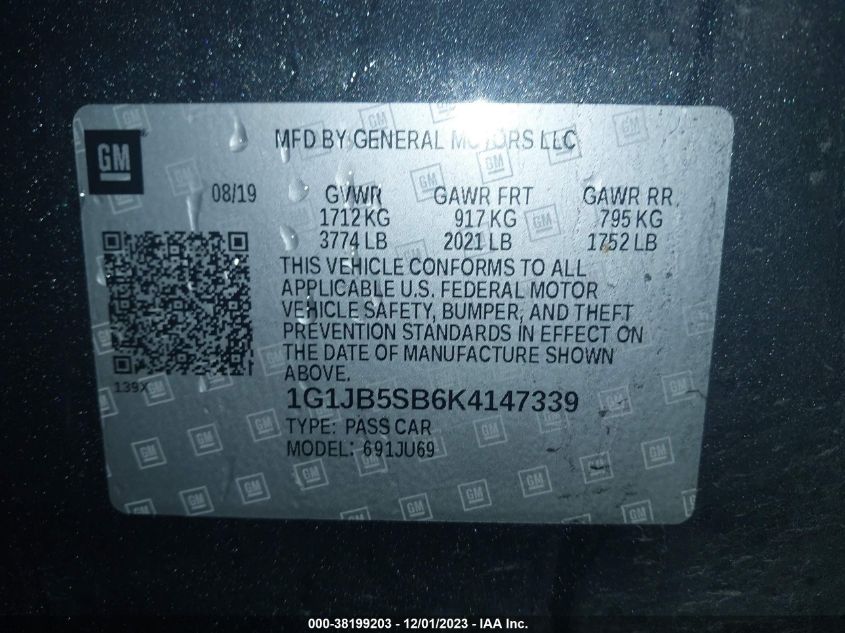 MFD BY GENERAL MOTORS LLC
GM
08/19 GVWR GAWR FRT GAWR RR
1712 KG 917 KG 795 KG
3774 LB 2021 LB 1752 LB
THIS VEHICLE CONFORMS TO ALL
APPLICABLE U.S. FEDERAL MOTOR
VEHICLE SAFETY, BUMPER, AND THEFT
PREVENTION STANDARDS IN EFFECT ON
THE DATE OF MANUFACTURE SHOWN
ABOVE.
139X
1G1JB5SB6K4147339
TYPE: PASS CAR
MODEL: 691JU69
000-38199203 - 12/01/2023 - IAA Inc.